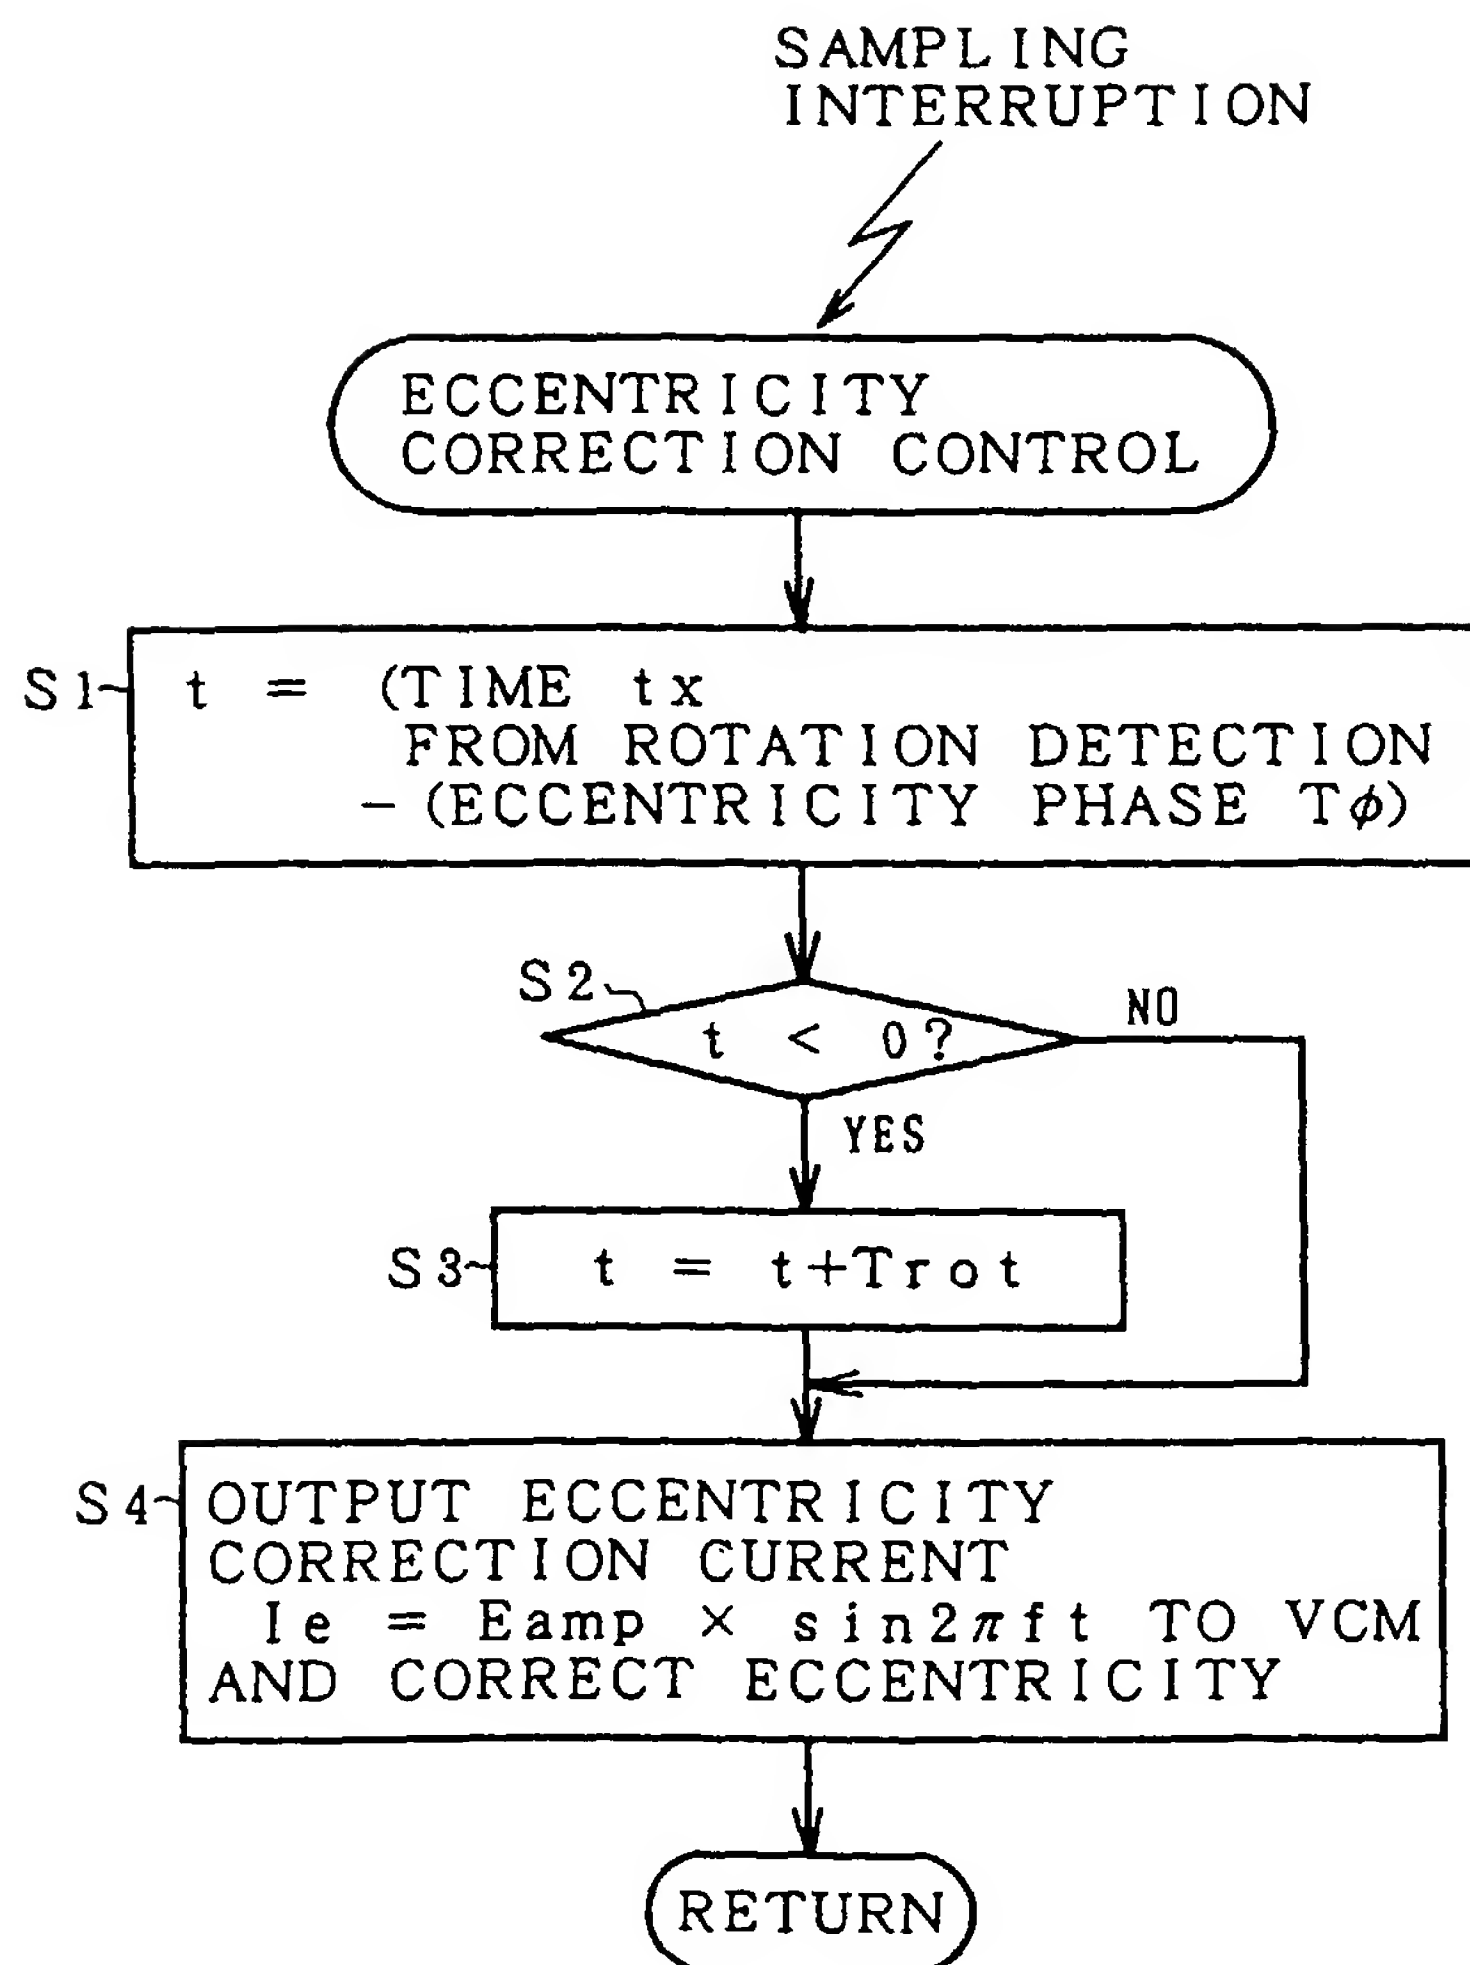 SAMPLING
INTERRUPTION
ECCENTRICITY
CORRECTION CONTROL
S1
t = (TIME tx
FROM ROTATION DETECTION
-(ECCENTRICITY PHASE Tφ)
S2
t < 0?
NO
YES
S3
t = t+Trot
S4
OUTPUT ECCENTRICITY
CORRECTION CURRENT
Ie = Eamp × sin2πft TO VCM
AND CORRECT ECCENTRICITY
RETURN